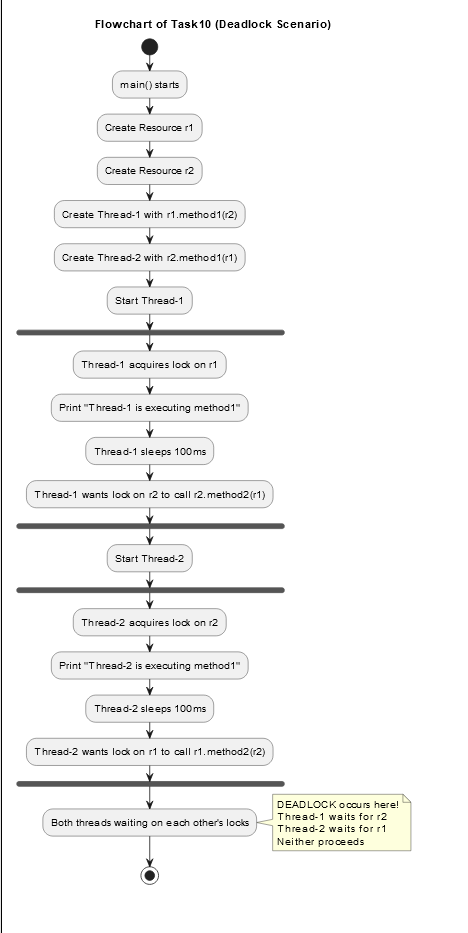 Flowchart of Task10 (Deadlock Scenario)
main() starts
Create Resource r1
Create Resource r2
Create Thread-1 with r1.method1(r2)
Create Thread-2 with r2.method1(r1)
Start Thread-1
Thread-1 acquires lock on r1
Print "Thread-1 is executing method1"
Thread-1 sleeps 100ms
Thread-1 wants lock on r2 to call r2.method2(r1)
Start Thread-2
Thread-2 acquires lock on r2
Print "Thread-2 is executing method1"
Thread-2 sleeps 100ms
Thread-2 wants lock on r1 to call r1.method2(r2)
Both threads waiting on each other's locks
DEADLOCK occurs here!
Thread-1 waits for r2
Thread-2 waits for r1
Neither proceeds